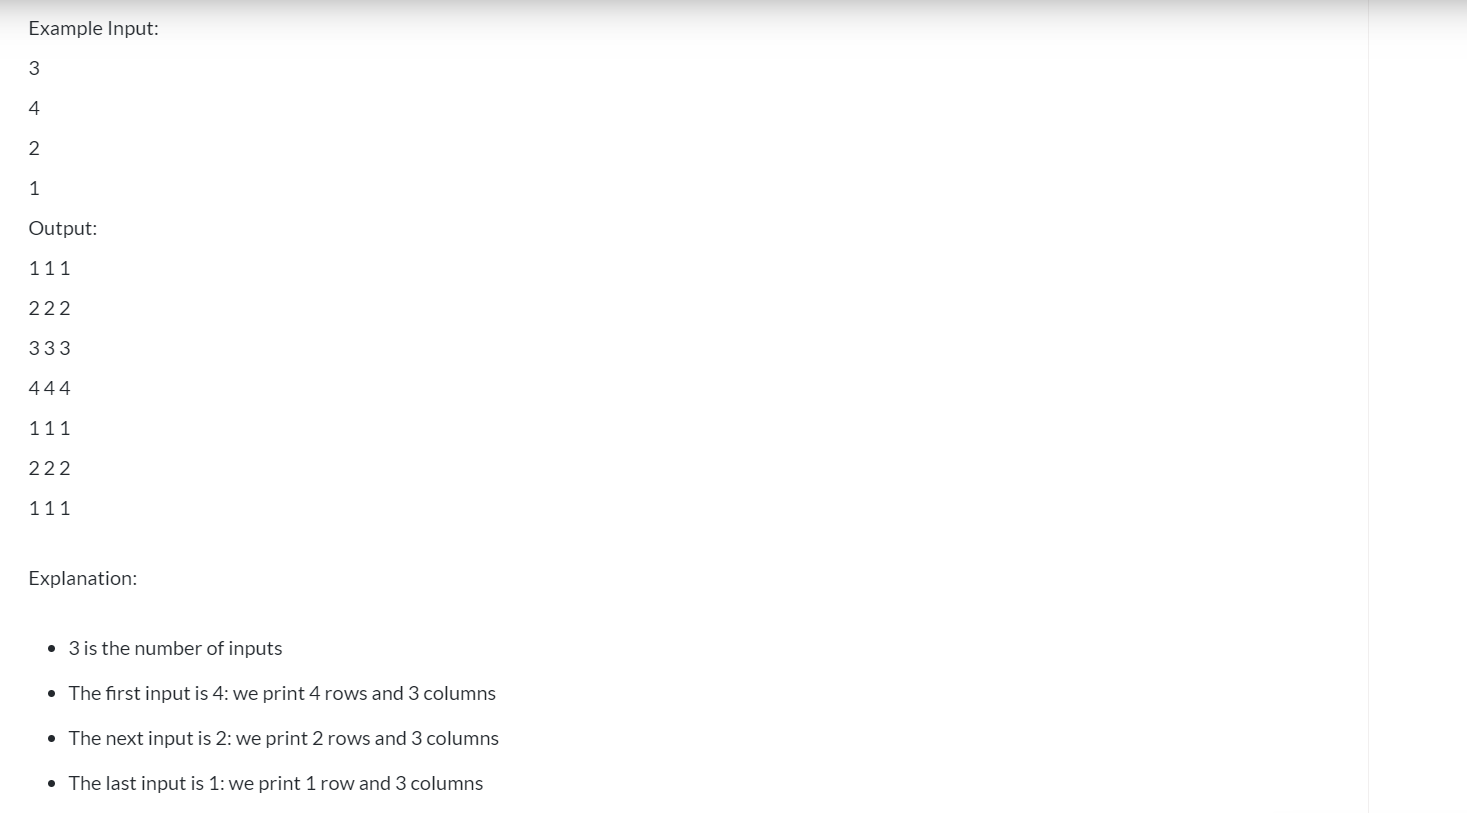 Example Input:
3
4
2
1
Output:
1 1 1
2 2 2
3 3 3
4 4 4
1 1 1
2 2 2
1 1 1
Explanation:
• 3 is the number of inputs
• The first input is 4: we print 4 rows and 3 columns
• The next input is 2: we print 2 rows and 3 columns
• The last input is 1: we print 1 row and 3 columns